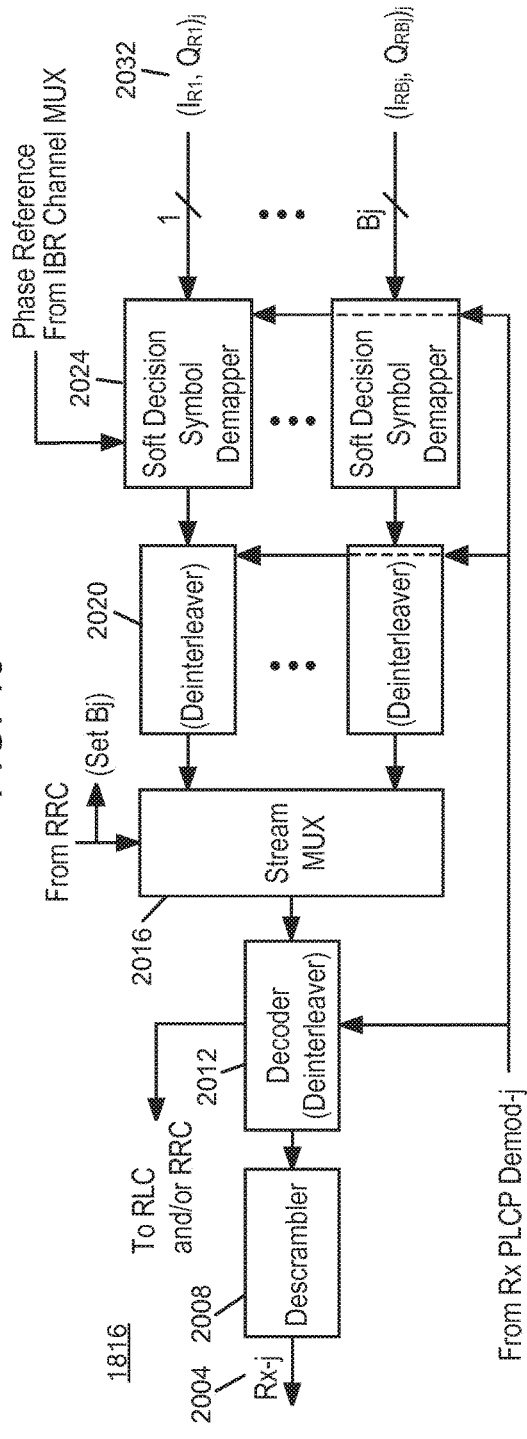 1816
2004
Rx-j
2008
Descrambler
To RLC
and/or RRC
2012
Decoder
(Deinterleaver)
2016
From RRC
(Set Bj)
Stream
MUX
2020
(Deinterleaver)
(Deinterleaver)
Phase Reference
From IBR Channel MUX
2024
Soft Decision
Symbol
Demapper
Soft Decision
Symbol
Demapper
2032
1
(IR1, QR1)j
Bj
(IRBj, QRBj)j
From Rx PLCP Demod-j